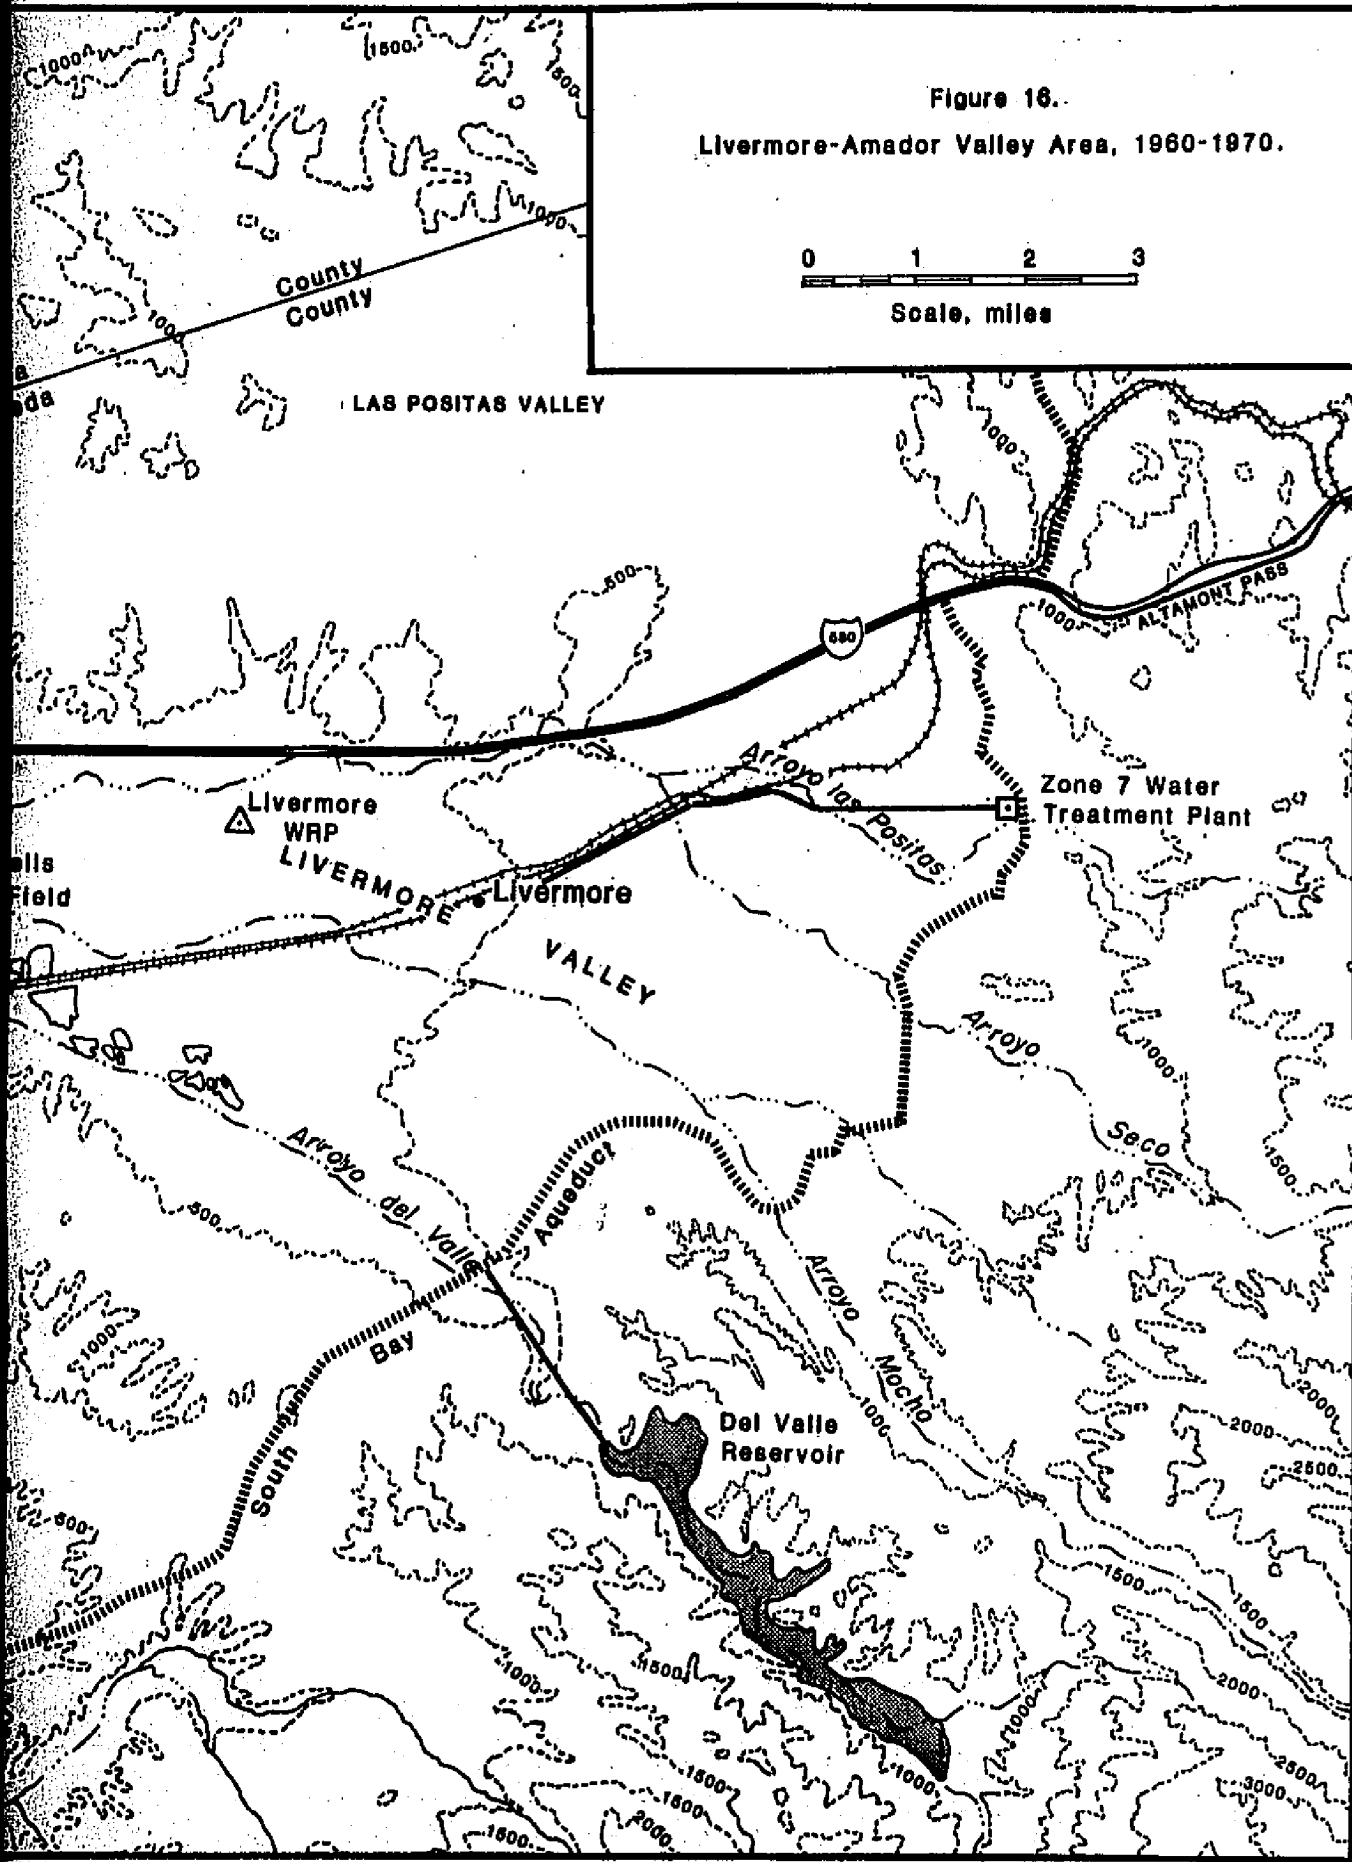 Figure 16.
Livermore-Amador Valley Area, 1960-1970.
0 1 2 3
Scale, miles
1000
1500
1500
1000
County
County
1000
a
eda
LAS POSITAS VALLEY
1000
500
580
1000
ALTAMONT PASS
Arroyo las Positas
Zone 7 Water
Treatment Plant
Livermore
WRP
ells
Field
LIVERMORE
Livermore
VALLEY
Arroyo
Seco
1000
1500
Arroyo
del Valle
500
Aqueduct
Bay
South
1000
Arroyo
Mocho
1000
Del Valle
Reservoir
2000
2000
2500
500
1500
1500
1000
1500
2000
1000
1000
2500
3000
1500
1500
2000
1500